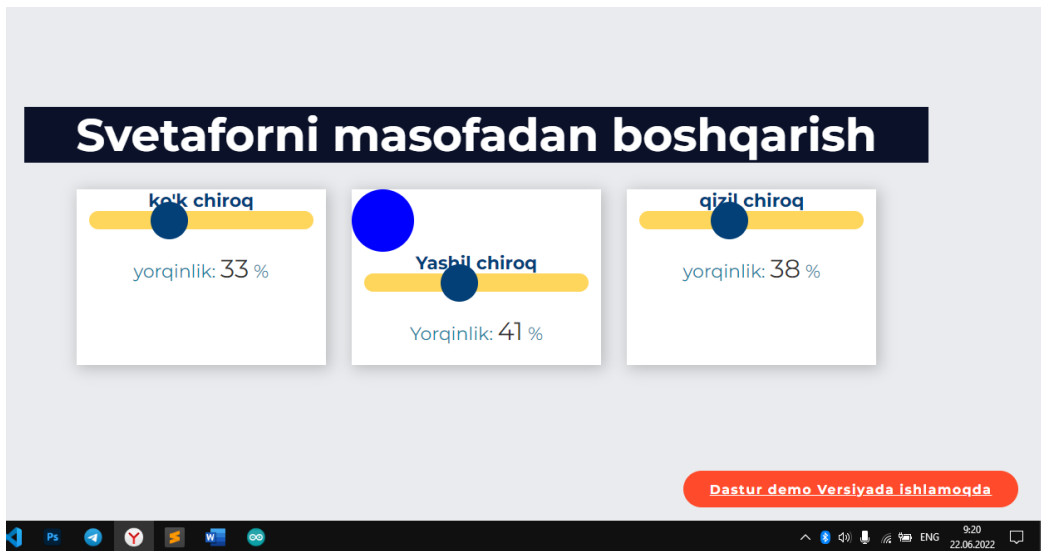 Svetaforni masofadan boshqarish
ko'k chiroq
yorqinlik: 33 %
Yashil chiroq
Yorqinlik: 41 %
qizil chiroq
yorqinlik: 38 %
Dastur demo Versiyada ishlamoqda
Ps
Y
S
W
ENG
9:20
22.06.2022